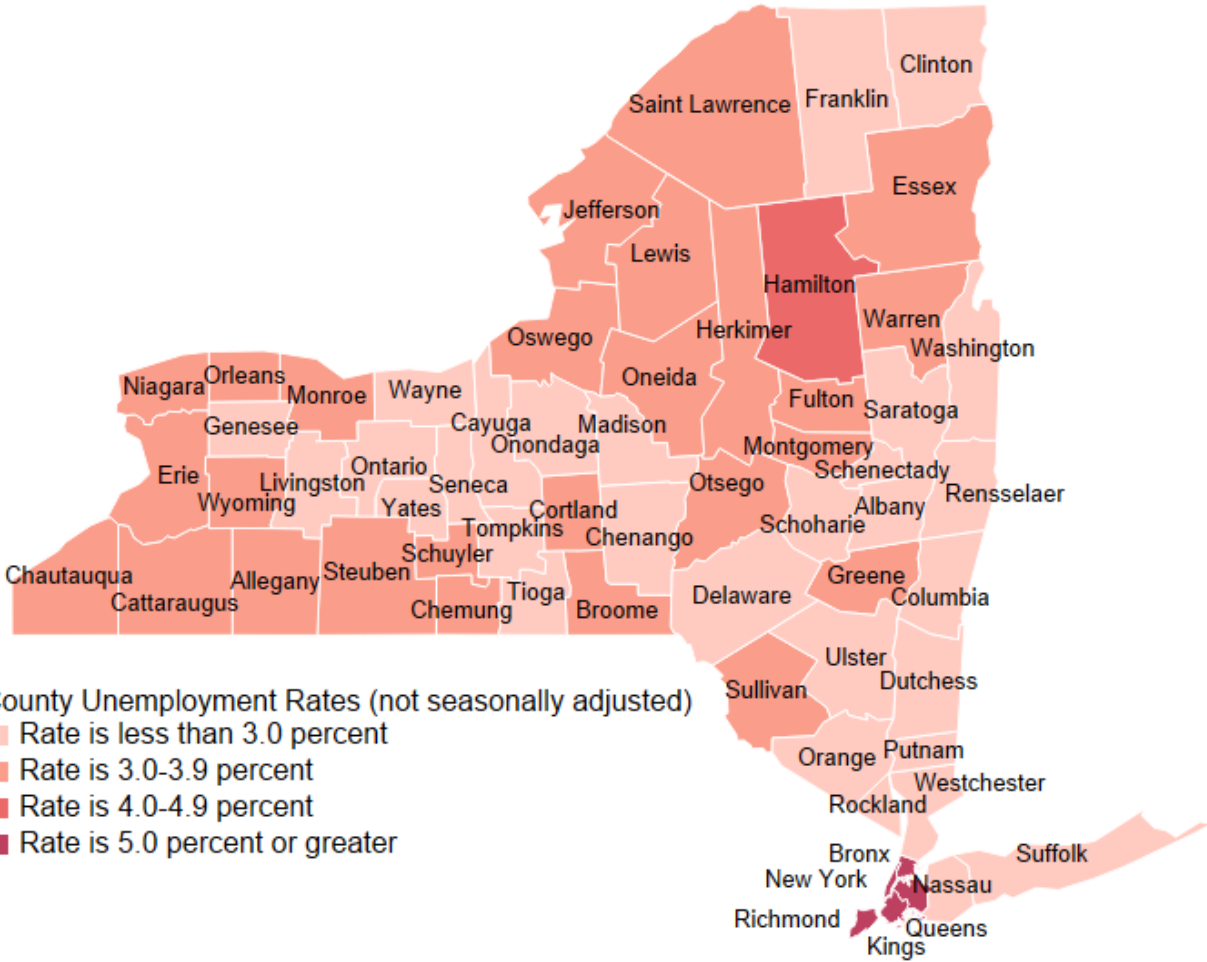 Clinton
Franklin
Saint Lawrence
Essex
Jefferson
Lewis
Hamilton
Warren
Herkimer
Oswego
Washington
Oneida
Orleans
Niagara
Monroe
Wayne
Fulton
Saratoga
Cayuga
Madison
Genesee
Onondaga
Montgomery
Schenectady
Ontario
Erie
Livingston
Seneca
Otsego
Rensselaer
Wyoming
Yates
Cortland
Albany
Tompkins
Schoharie
Chenango
Schuyler
Chautauqua
Allegany
Steuben
Greene
Cattaraugus
Tioga
Delaware
Columbia
Chemung
Broome
Ulster
Dutchess
Sullivan
County Unemployment Rates (not seasonally adjusted)
Rate is less than 3.0 percent
Rate is 3.0-3.9 percent
Rate is 4.0-4.9 percent
Rate is 5.0 percent or greater
Orange
Putnam
Westchester
Rockland
Bronx
Suffolk
New York
Nassau
Richmond
Queens
Kings